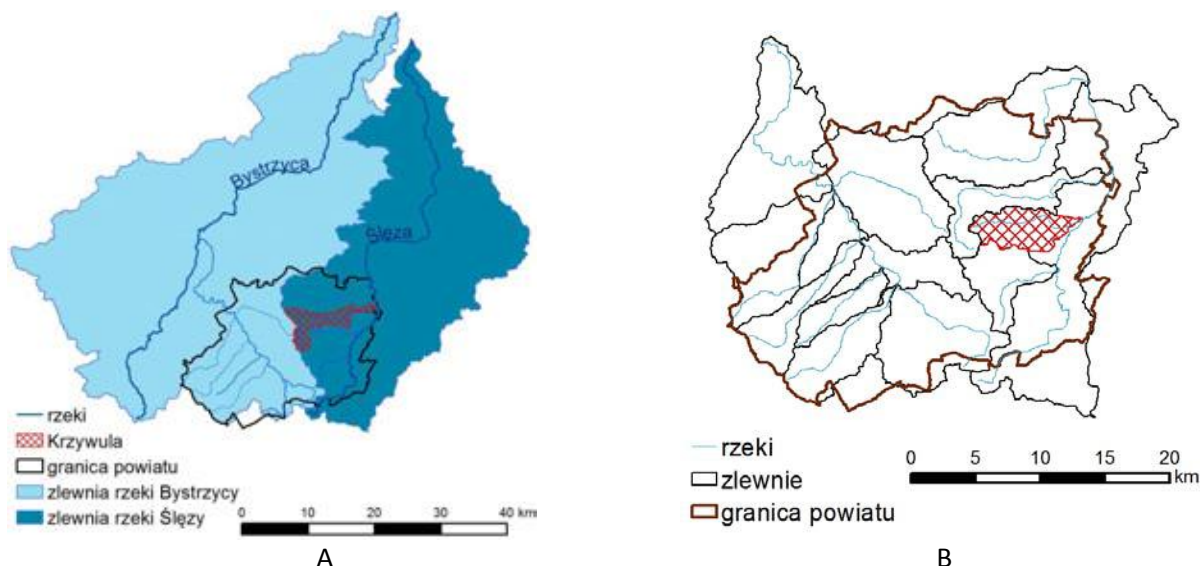 Bystrzyca
Ślęza
rzeki
Krzywula
granica powiatu
zlewnia rzeki Bystrzycy
zlewnia rzeki Ślęzy
0 10 20 30 40 km
A
rzeki
zlewnie
granica powiatu
0 5 10 15 20
km
B